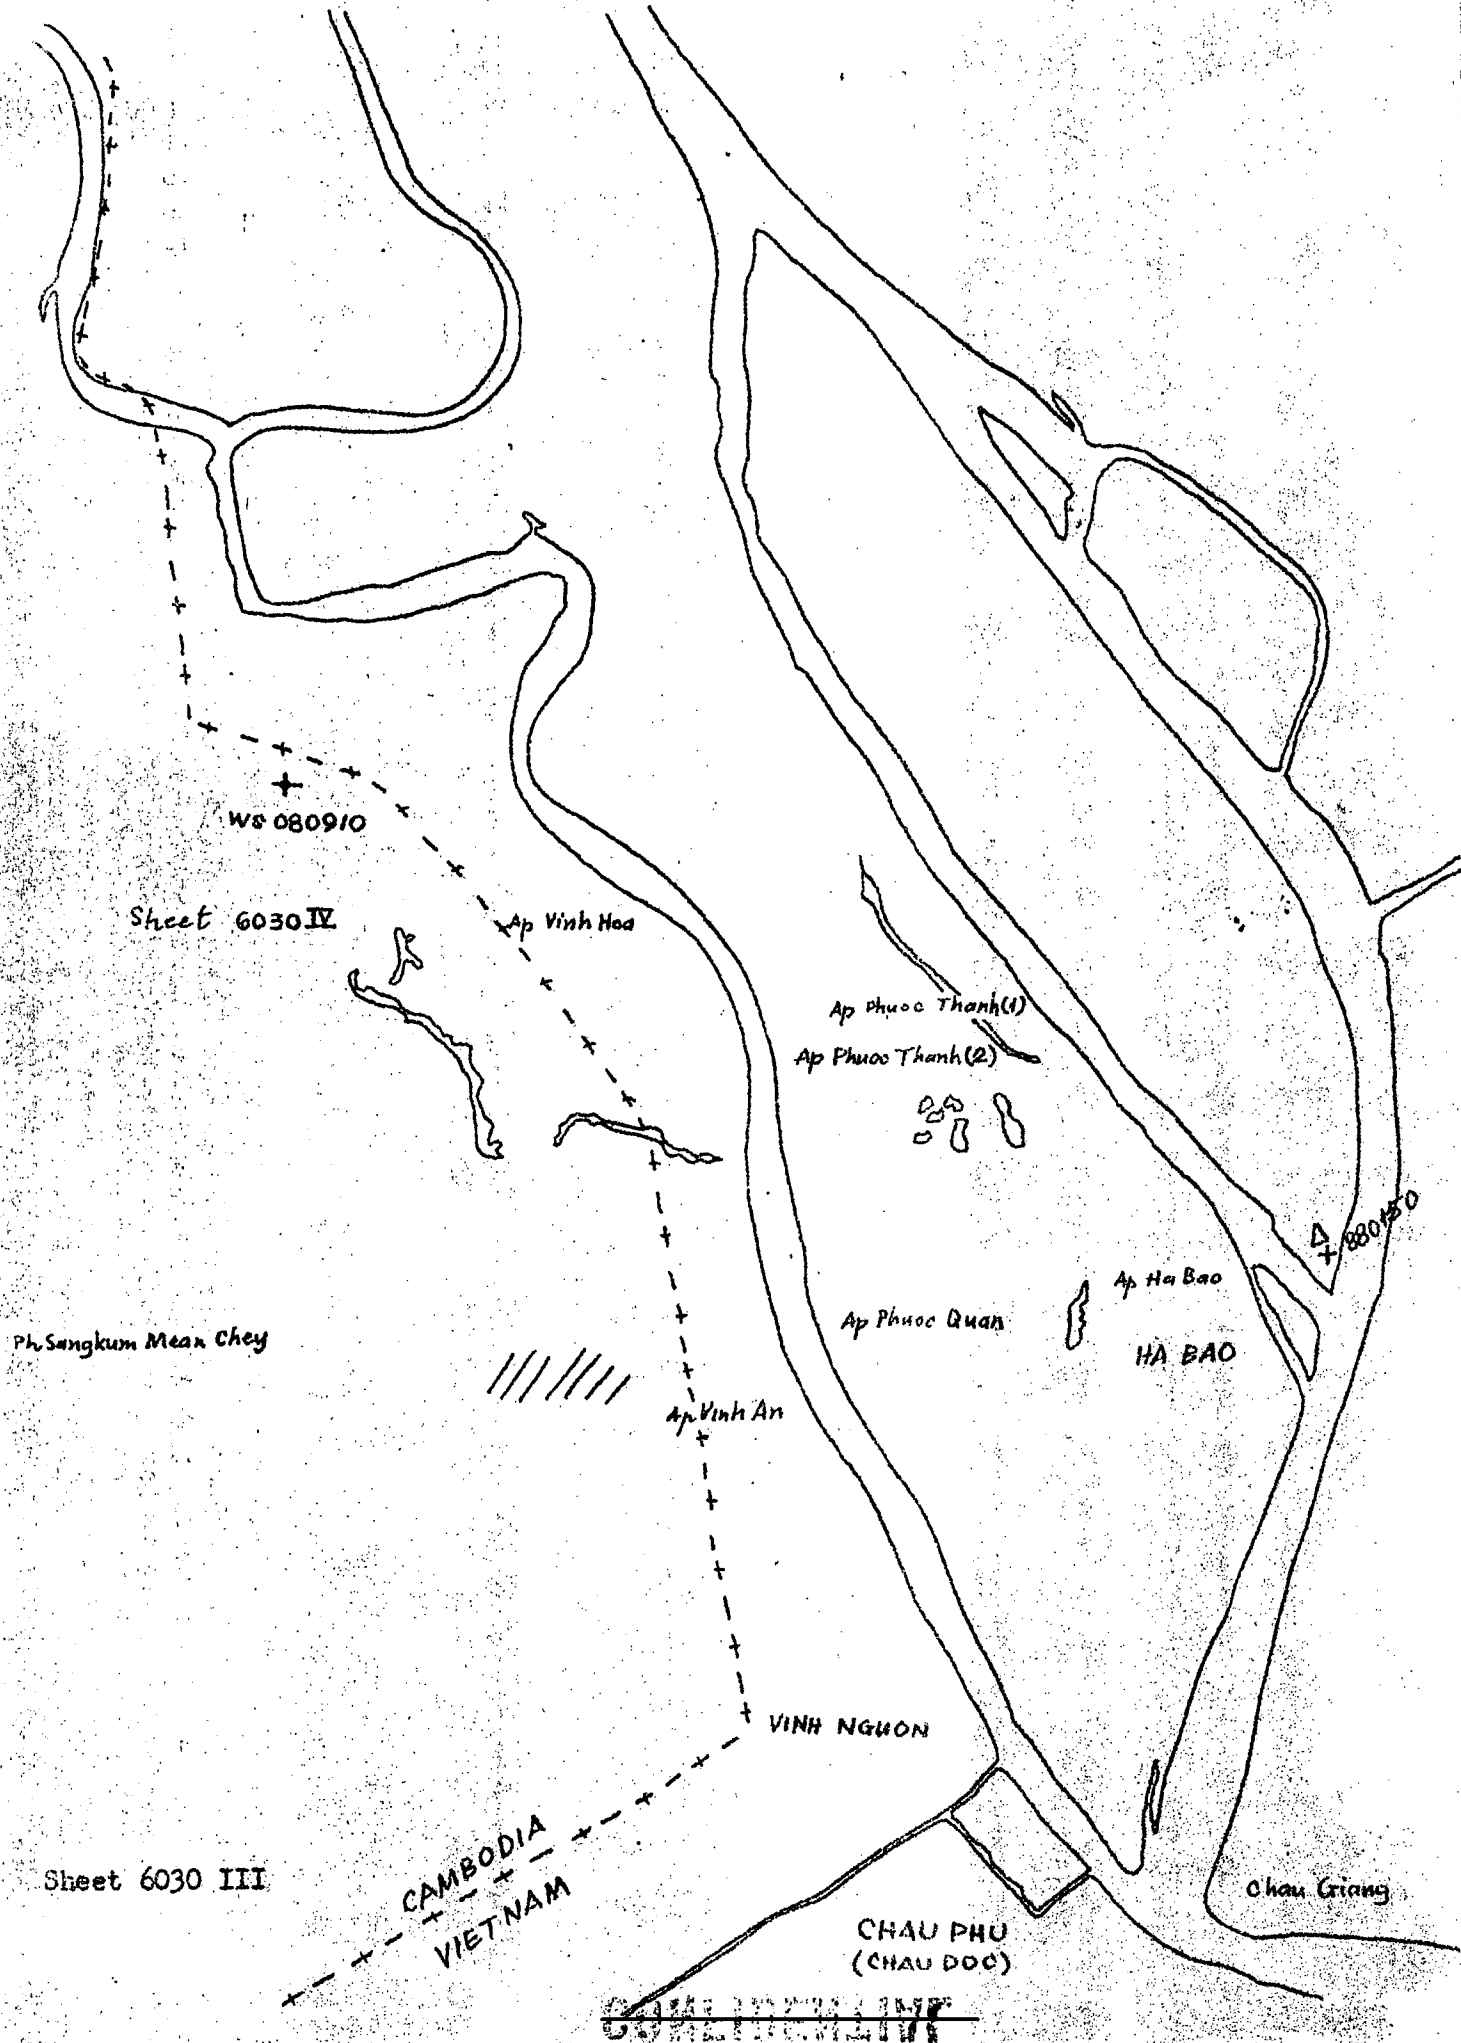 WS 080910
Sheet 6030 IV
Ap Vinh Hoa
Ap Phuoc Thanh(1)
Ap Phuoc Thanh(2)
Ap Ha Bao
Ap Phuoc Quan
Ph Sangkum Mean Chey
HA BAO
Ap Vinh An
VINH NGUON
CAMBODIA
VIETNAM
Sheet 6030 III
Chau Giang
CHAU PHU
(CHAU DOC)
CONFIDENTIAL